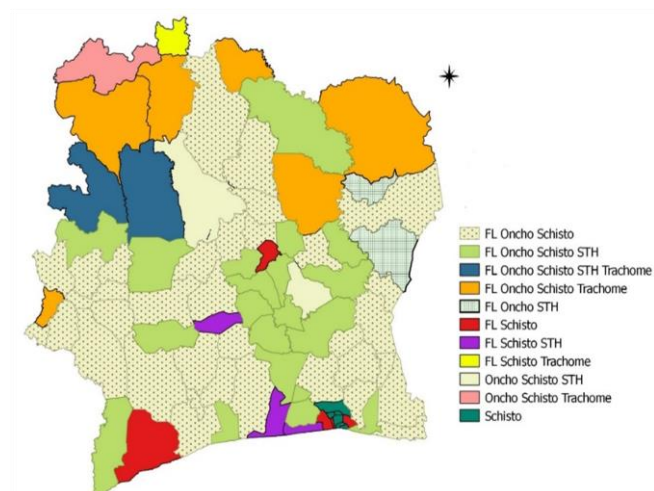 FL Oncho Schisto
FL Oncho Schisto STH
FL Oncho Schisto STH Trachome
FL Oncho Schisto Trachome
FL Oncho STH
FL Schisto
FL Schisto STH
FL Schisto Trachome
Oncho Schisto STH
Oncho Schisto Trachome
Schisto